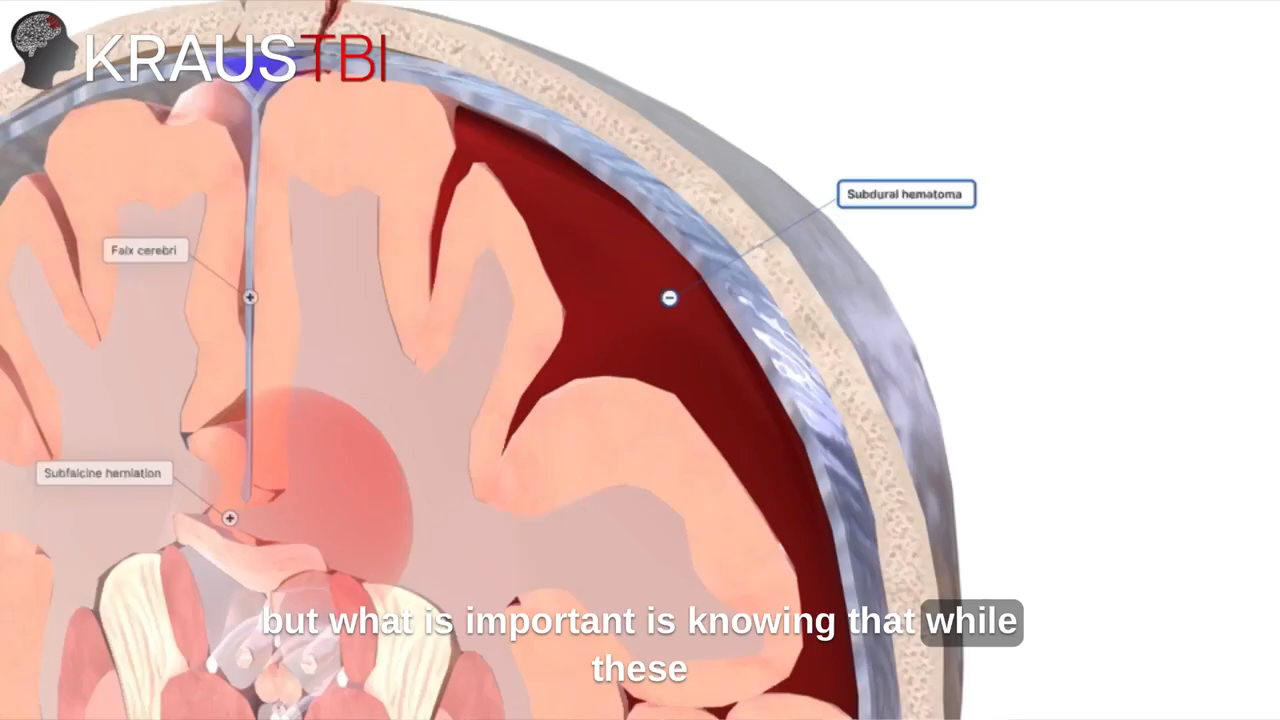 KRAUSTBI
Subdural hematoma
Falx cerebri
Subfalcine herniation
but what is important is knowing that while
these